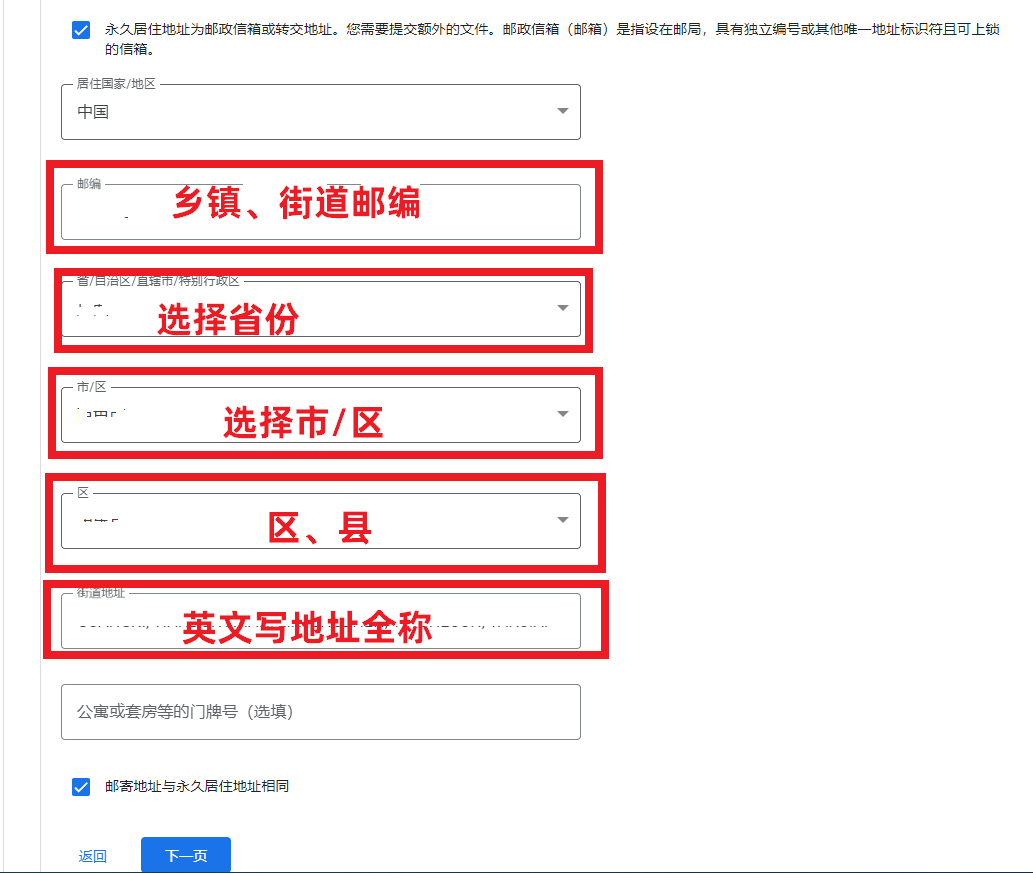 永久居住地址为邮政信箱或转交地址。您需要提交额外的文件。邮政信箱（邮箱）是指设在邮局，具有独立编号或其他唯一地址标识符且可上锁
的信箱。
居住国家/地区
中国
邮编
乡镇、街道邮编
省/自治区/直辖市/特别行政区
选择省份
市/区
选择市/区
区
区、县
街道地址
英文写地址全称
公寓或套房等的门牌号（选填）
邮寄地址与永久居住地址相同
返回
下一页